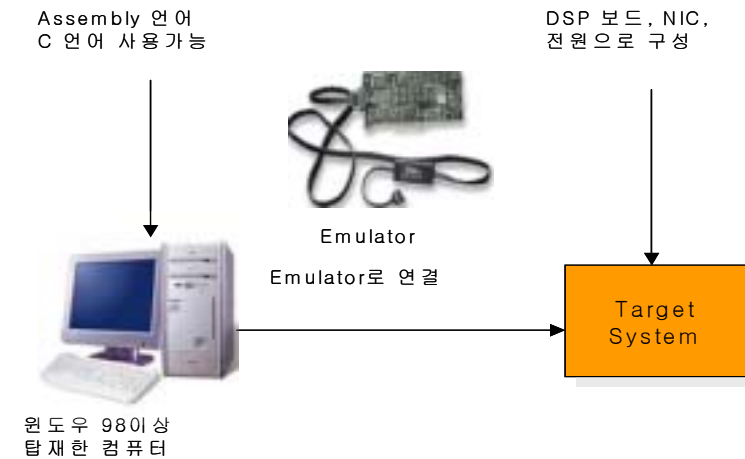 Assembly 언어
C 언어 사용가능
DSP 보드, NIC,
전원으로 구성
Emulator
Emulator로 연결
Target
System
윈도우 98이상
탑재한 컴퓨터